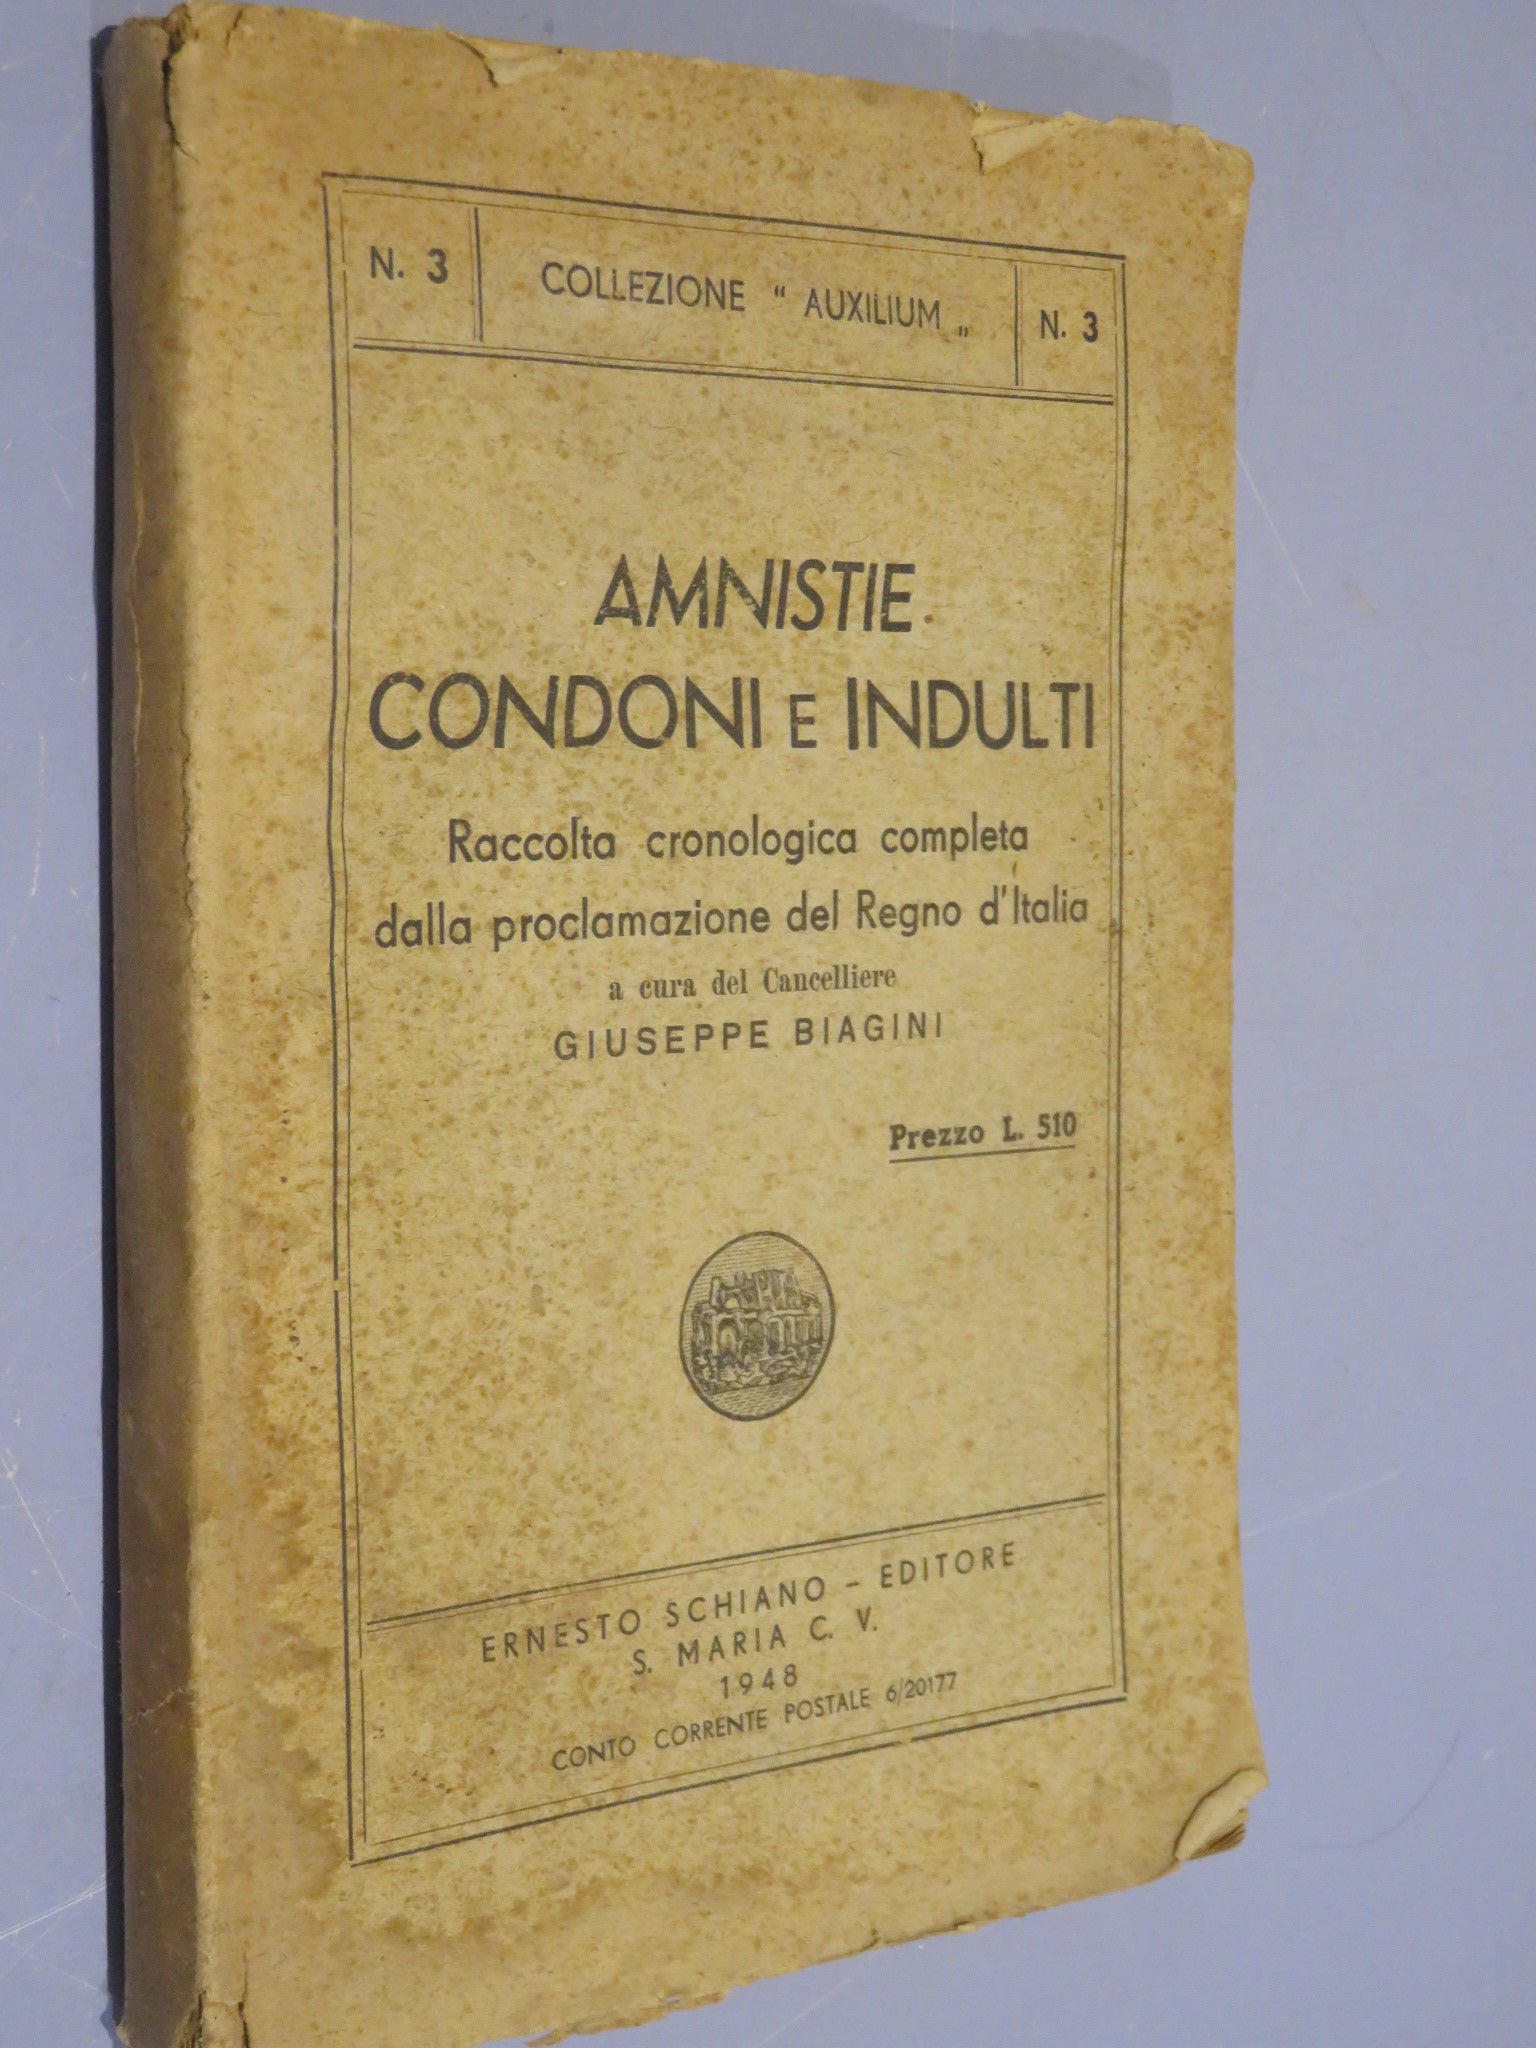 N. 3
COLLEZIONE " AUXILIUM „
N. 3
AMNISTIE
CONDONI E INDULTI
Raccolta cronologica completa
dalla proclamazione del Regno d'Italia
a cura del Cancelliere
GIUSEPPE BIAGINI
Prezzo L. 510
ERNESTO SCHIANO - EDITORE
S. MARIA C. V.
1948
CONTO CORRENTE POSTALE 6/20177